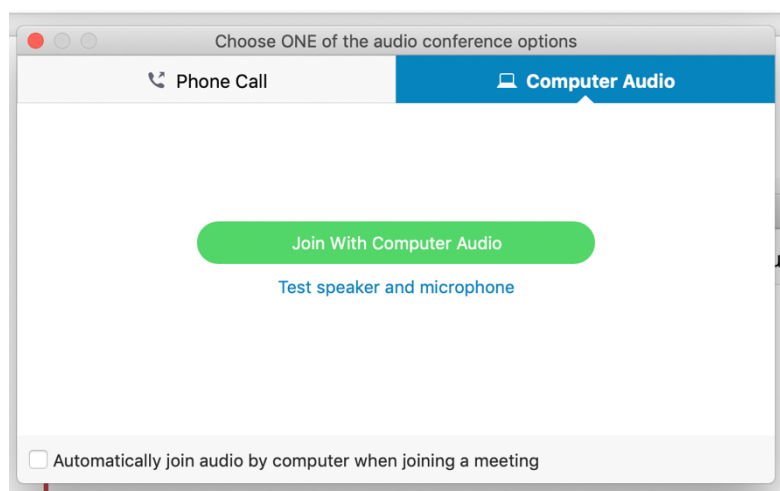 Choose ONE of the audio conference options
Phone Call
Computer Audio
Join With Computer Audio
Test speaker and microphone
Automatically join audio by computer when joining a meeting